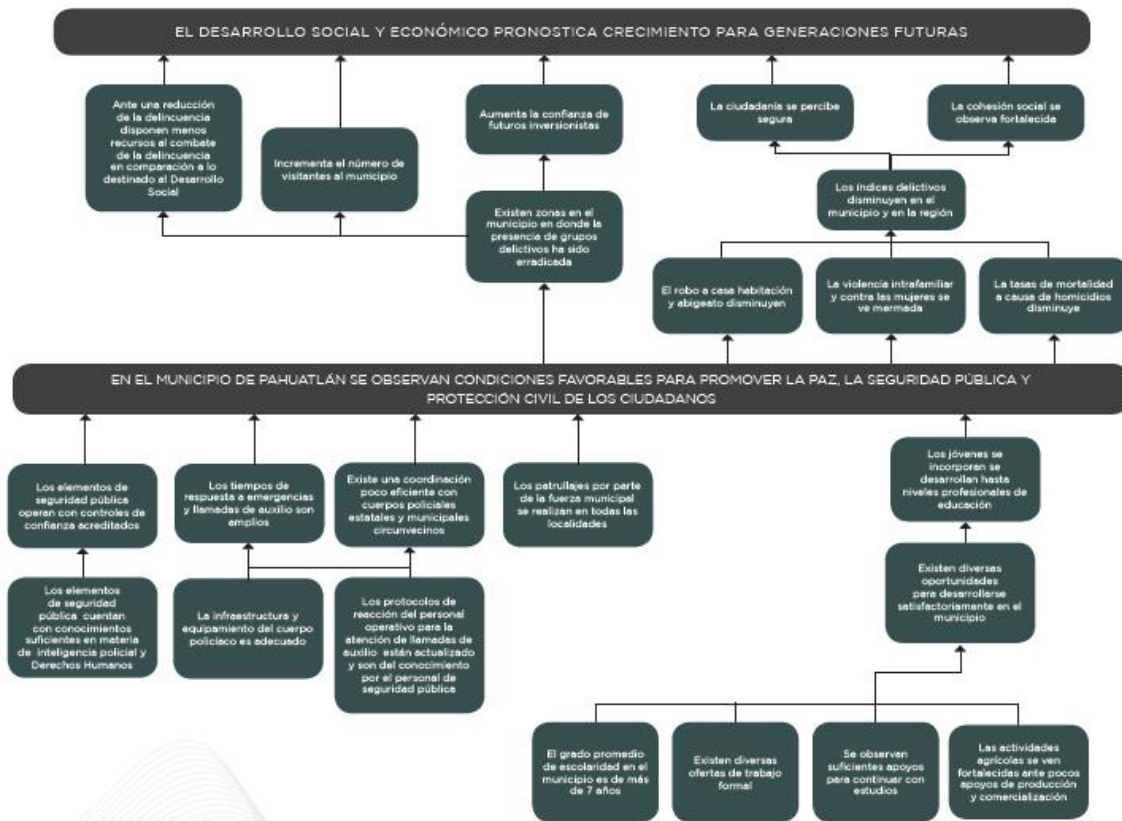 EL DESARROLLO SOCIAL Y ECONÓMICO PRONOSTICA CRECIMIENTO PARA GENERACIONES FUTURAS
Ante una reducción
de la delincuencia
disponen menos
recursos al combate
de la delincuencia
en comparación a lo
destinado al Desarrollo
Social
Incrementa el número de
visitantes al municipio
Aumenta la confianza de
futuros inversionistas
La ciudadanía se percibe
segura
La cohesión social se
observa fortalecida
Existen zonas en el
municipio en donde la
presencia de grupos
delictivos ha sido
erradicada
Los índices delictivos
disminuyen en el
municipio y en la región
El robo a casa habitación
y abigeato disminuyen
La violencia intrafamiliar
y contra las mujeres se
ve mermada
La tasas de mortalidad
a causa de homicidios
disminuye
EN EL MUNICIPIO DE PAHUATLÁN SE OBSERVAN CONDICIONES FAVORABLES PARA PROMOVER LA PAZ, LA SEGURIDAD PÚBLICA Y
PROTECCIÓN CIVIL DE LOS CIUDADANOS
Los elementos de
seguridad pública
operan con controles de
confianza acreditados
Los tiempos de
respuesta a emergencias
y llamadas de auxilio son
amplios
Existe una coordinación
poco eficiente con
cuerpos policiales
estatales y municipales
circunvecinos
Los patrullajes por parte
de la fuerza municipal
se realizan en todas las
localidades
Los jóvenes se
incorporan se
desarrollan hasta
niveles profesionales de
educación
Los elementos
de seguridad
pública cuentan
con conocimientos
suficientes en materia
de inteligencia policial y
Derechos Humanos
La infraestructura y
equipamiento del cuerpo
policíaco es adecuado
Los protocolos de
reacción del personal
operativo para la
atención de llamadas de
auxilio están actualizado
y son del conocimiento
por el personal de
seguridad pública
Existen diversas
oportunidades
para desarrollarse
satisfactoriamente en el
municipio
El grado promedio
de escolaridad en el
municipio es de más
de 7 años
Existen diversas
ofertas de trabajo
formal
Se observan
suficientes apoyos
para continuar con
estudios
Las actividades
agrícolas se ven
fortalecidas ante pocos
apoyos de producción
y comercialización